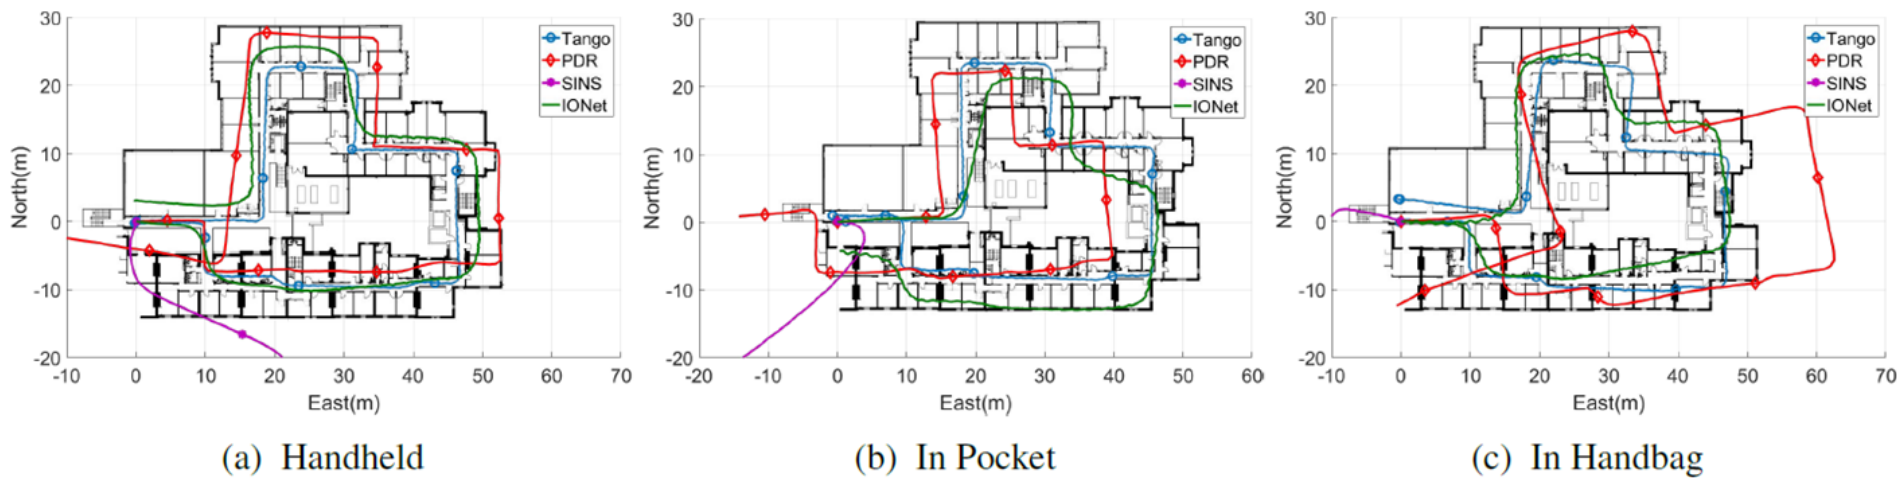 30
20
10
0
-10
-20
North(m)
-10 0 10 20 30 40 50 60 70
East(m)
Tango
PDR
SINS
IONet
(a) Handheld
30
20
10
0
-10
-20
North(m)
-20 -10 0 10 20 30 40 50 60
East(m)
Tango
PDR
SINS
IONet
(b) In Pocket
30
20
10
0
-10
-20
North(m)
-10 0 10 20 30 40 50 60 70
East(m)
Tango
PDR
SINS
IONet
(c) In Handbag